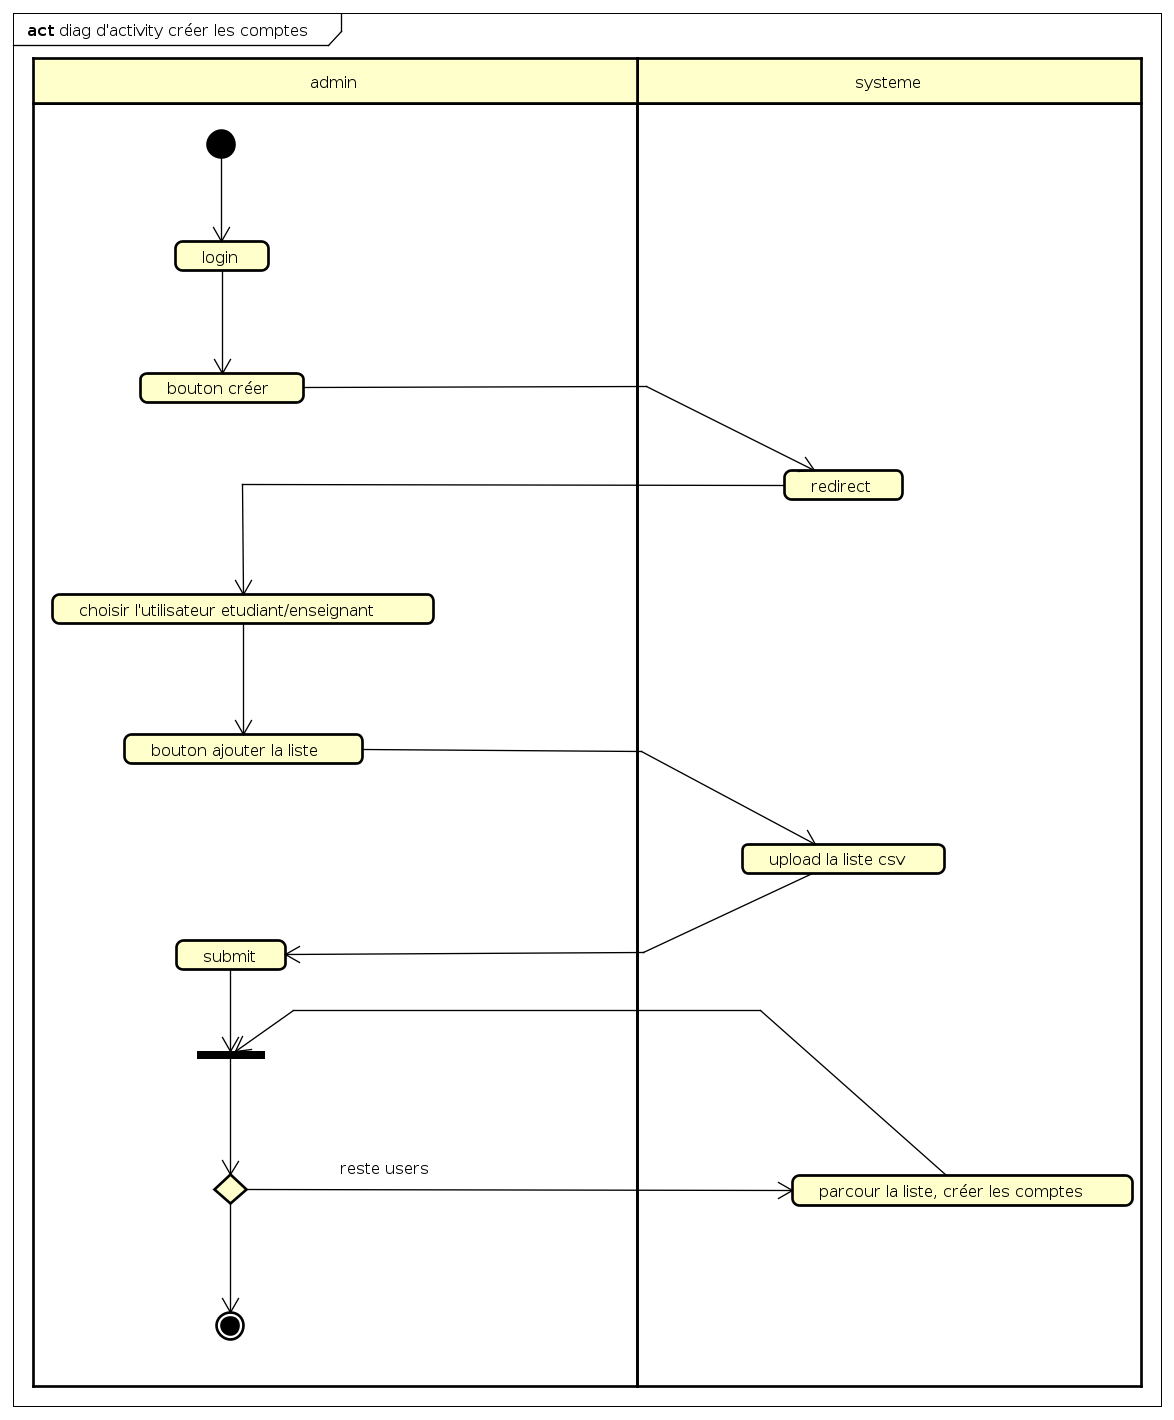 act diag d'activity créer les comptes
admin
systeme
login
bouton créer
redirect
choisir l'utilisateur etudiant/enseignant
bouton ajouter la liste
upload la liste csv
submit
reste users
parcour la liste, créer les comptes